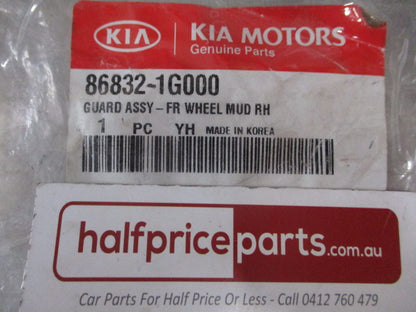 KIA KIA MOTORS
Genuine Parts
86832-1G000
GUARD ASSY-FR WHEEL MUD RH
1 PC YH MADE IN KOREA
halfpriceparts.com.au
Car Parts For Half Price Or Less - Call 0412 760 479